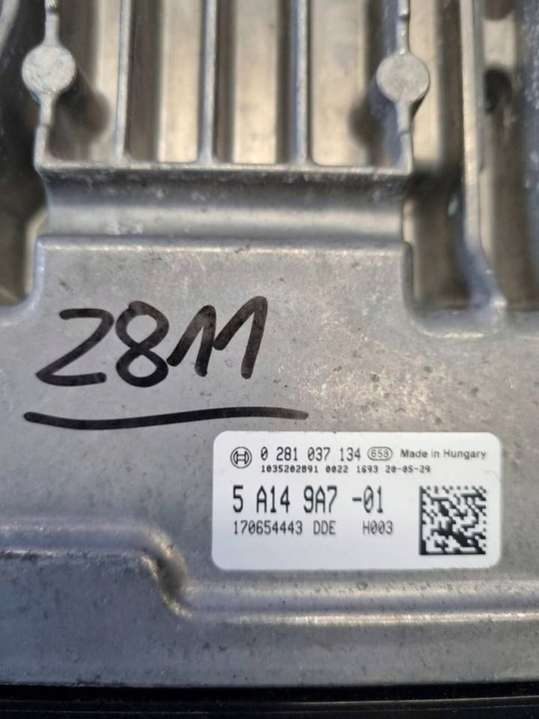 2811
0 281 037 134 658 Made in Hungary
1035202891 0022 1693 20-05-29
5 A14 9A7 -01
170654443 DDE H003